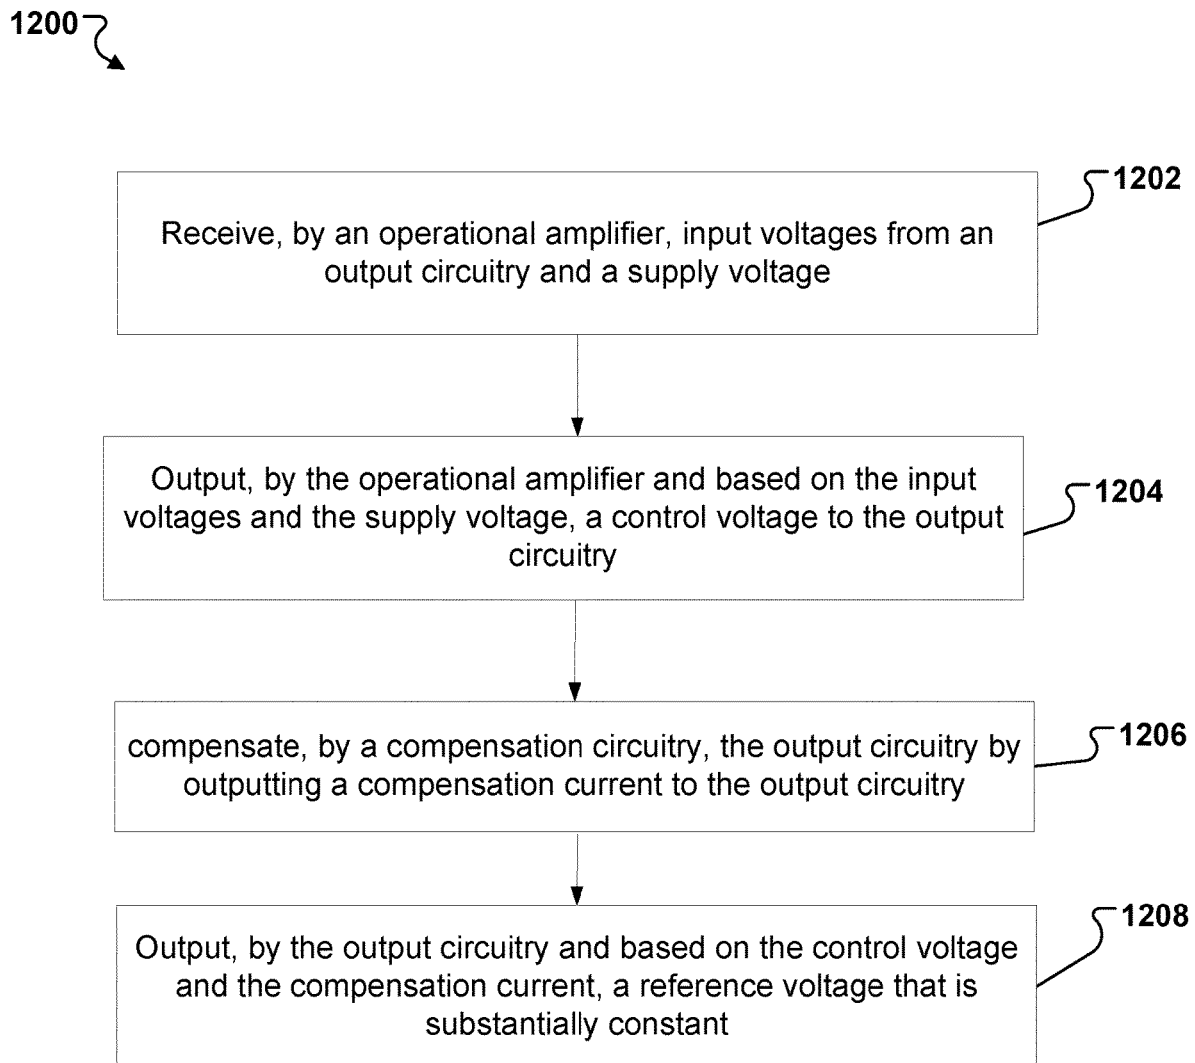 1200
1202
Receive, by an operational amplifier, input voltages from an
output circuitry and a supply voltage
1204
Output, by the operational amplifier and based on the input
voltages and the supply voltage, a control voltage to the output
circuitry
1206
compensate, by a compensation circuitry, the output circuitry by
outputting a compensation current to the output circuitry
1208
Output, by the output circuitry and based on the control voltage
and the compensation current, a reference voltage that is
substantially constant